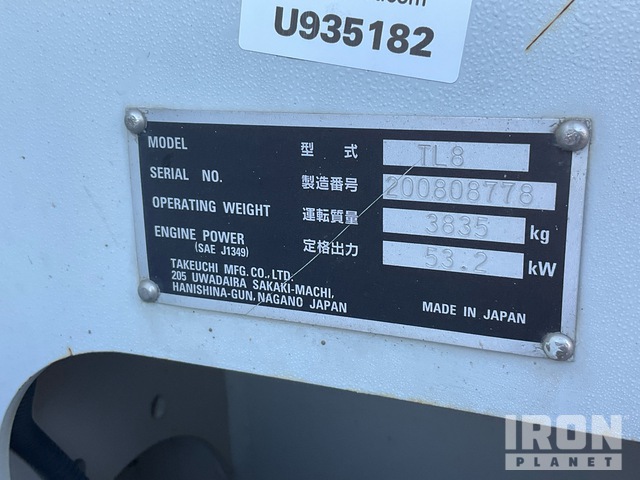 U935182
MODEL 型式 TL8
SERIAL NO. 製造番号 200808778
OPERATING WEIGHT 運転質量 3835 kg
ENGINE POWER 定格出力 53.2 kW
(SAE J1349)
TAKEUCHI MFG.CO.,LTD.
205 UWADAIRA SAKAKI-MACHI,
HANISHINA-GUN,NAGANO JAPAN
MADE IN JAPAN
IRON
PLANET